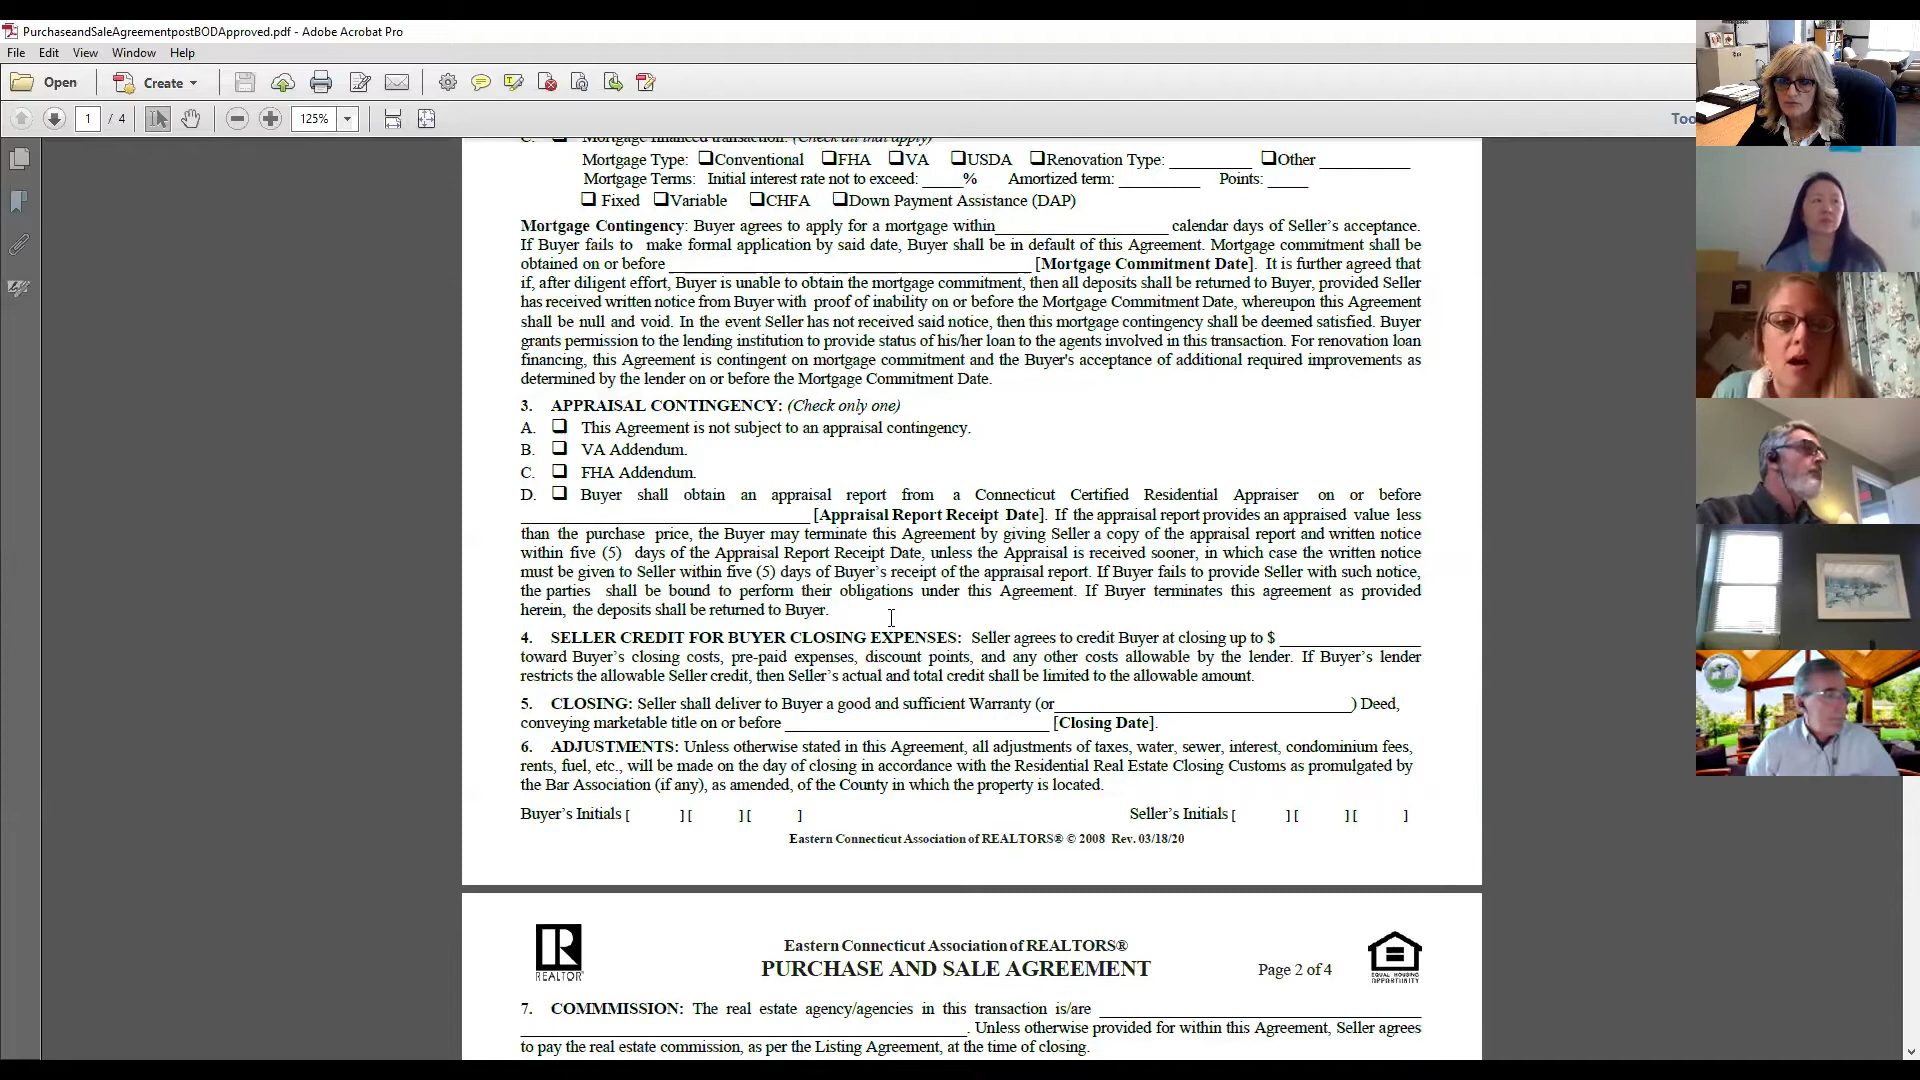 PurchaseandSaleAgreementpostBODApproved.pdf - Adobe Acrobat Pro
File Edit View Window Help
Open Create
1 / 4 125% Too
C. Mortgage financed transaction. (Check all that apply)
Mortgage Type: ❑Conventional ❑FHA ❑VA ❑USDA ❑Renovation Type: __________ ❑Other ___________
Mortgage Terms: Initial interest rate not to exceed: _____% Amortized term: __________ Points: _____
❑ Fixed ❑Variable ❑CHFA ❑Down Payment Assistance (DAP)
Mortgage Contingency: Buyer agrees to apply for a mortgage within_____________________ calendar days of Seller’s acceptance.
If Buyer fails to make formal application by said date, Buyer shall be in default of this Agreement. Mortgage commitment shall be
obtained on or before ____________________________________________ [Mortgage Commitment Date]. It is further agreed that
if, after diligent effort, Buyer is unable to obtain the mortgage commitment, then all deposits shall be returned to Buyer, provided Seller
has received written notice from Buyer with proof of inability on or before the Mortgage Commitment Date, whereupon this Agreement
shall be null and void. In the event Seller has not received said notice, then this mortgage contingency shall be deemed satisfied. Buyer
grants permission to the lending institution to provide status of his/her loan to the agents involved in this transaction. For renovation loan
financing, this Agreement is contingent on mortgage commitment and the Buyer's acceptance of additional required improvements as
determined by the lender on or before the Mortgage Commitment Date.
3. APPRAISAL CONTINGENCY: (Check only one)
A. ❑ This Agreement is not subject to an appraisal contingency.
B. ❑ VA Addendum.
C. ❑ FHA Addendum.
D. ❑ Buyer shall obtain an appraisal report from a Connecticut Certified Residential Appraiser on or before
___________________________________ [Appraisal Report Receipt Date]. If the appraisal report provides an appraised value less
than the purchase price, the Buyer may terminate this Agreement by giving Seller a copy of the appraisal report and written notice
within five (5) days of the Appraisal Report Receipt Date, unless the Appraisal is received sooner, in which case the written notice
must be given to Seller within five (5) days of Buyer’s receipt of the appraisal report. If Buyer fails to provide Seller with such notice,
the parties shall be bound to perform their obligations under this Agreement. If Buyer terminates this agreement as provided
herein, the deposits shall be returned to Buyer.
4. SELLER CREDIT FOR BUYER CLOSING EXPENSES: Seller agrees to credit Buyer at closing up to $ _________________
toward Buyer’s closing costs, pre-paid expenses, discount points, and any other costs allowable by the lender. If Buyer’s lender
restricts the allowable Seller credit, then Seller’s actual and total credit shall be limited to the allowable amount.
5. CLOSING: Seller shall deliver to Buyer a good and sufficient Warranty (or____________________________________) Deed,
conveying marketable title on or before ________________________________ [Closing Date].
6. ADJUSTMENTS: Unless otherwise stated in this Agreement, all adjustments of taxes, water, sewer, interest, condominium fees,
rents, fuel, etc., will be made on the day of closing in accordance with the Residential Real Estate Closing Customs as promulgated by
the Bar Association (if any), as amended, of the County in which the property is located.
Buyer’s Initials [ ] [ ] [ ] Seller’s Initials [ ] [ ] [ ]
Eastern Connecticut Association of REALTORS® © 2008 Rev. 03/18/20
REALTOR®
Eastern Connecticut Association of REALTORS®
PURCHASE AND SALE AGREEMENT Page 2 of 4
EQUAL HOUSING OPPORTUNITY
7. COMMMISSION: The real estate agency/agencies in this transaction is/are _______________________________________
______________________________________________________. Unless otherwise provided for within this Agreement, Seller agrees
to pay the real estate commission, as per the Listing Agreement, at the time of closing.